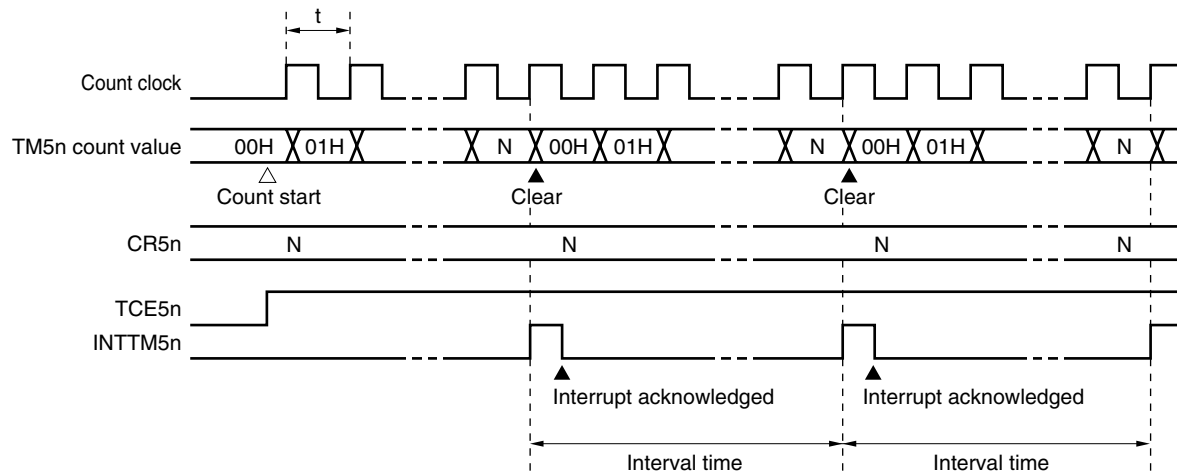 t
Count clock
TM5n count value 00H 01H N 00H 01H N 00H 01H N
Count start Clear Clear
CR5n N N N N
TCE5n
INTTM5n
Interrupt acknowledged Interrupt acknowledged
Interval time Interval time